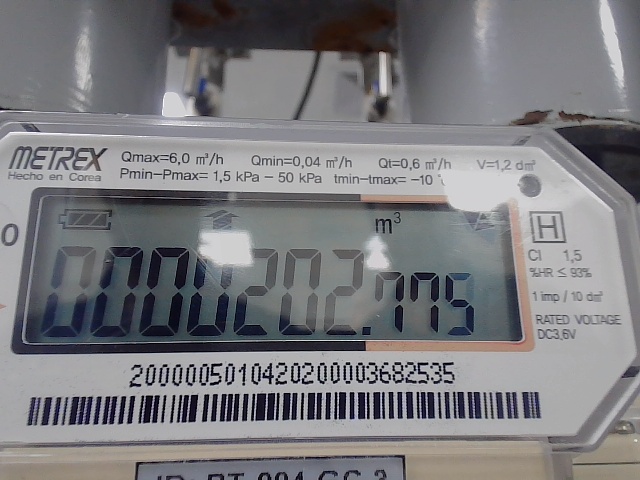 METREX
Hecho en Corea
Qmax=6,0 m³/h Qmin=0,04 m³/h Qt=0,6 m³/h V=1,2 dm³
Pmin-Pmax= 1,5 kPa - 50 kPa tmin-tmax= -10
H
m³
0
0000202.775
Cl 1,5
%HR ≤ 93%
1 imp / 10 dm³
RATED VOLTAGE
DC3,6V
20000050104202000003682535